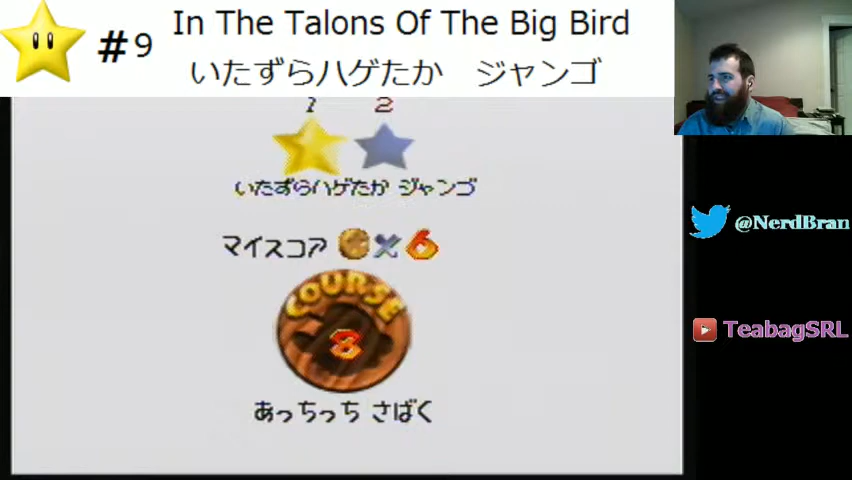 #9
In The Talons Of The Big Bird
いたずらハゲたか ジャンゴ
1 2
いたずらハゲたか ジャンゴ
マイスコア ×6
COURSE
8
あっちっち さばく
@NerdBran
TeabagSRL